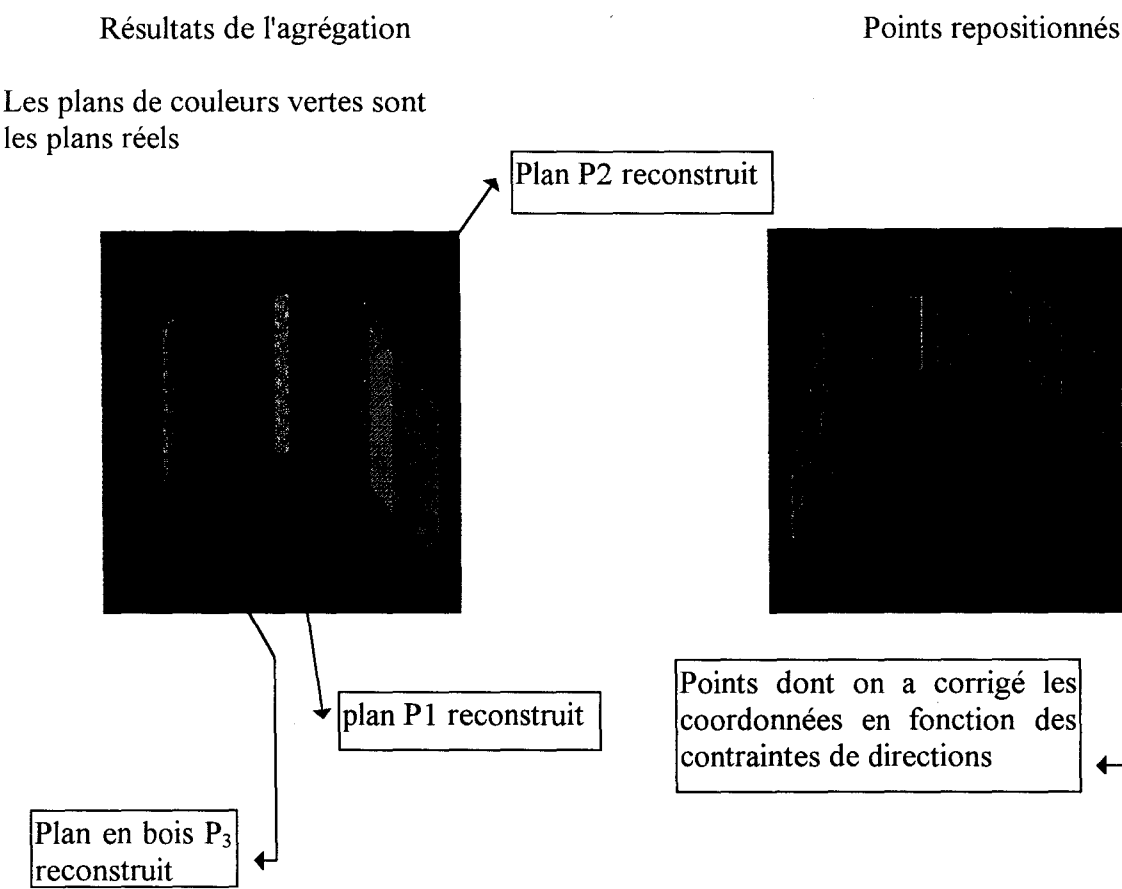 Résultats de l'agrégation
Points repositionnés
Les plans de couleurs vertes sont
les plans réels
Plan P2 reconstruit
plan P1 reconstruit
Points dont on a corrigé les
coordonnées en fonction des
contraintes de directions
Plan en bois P₃
reconstruit